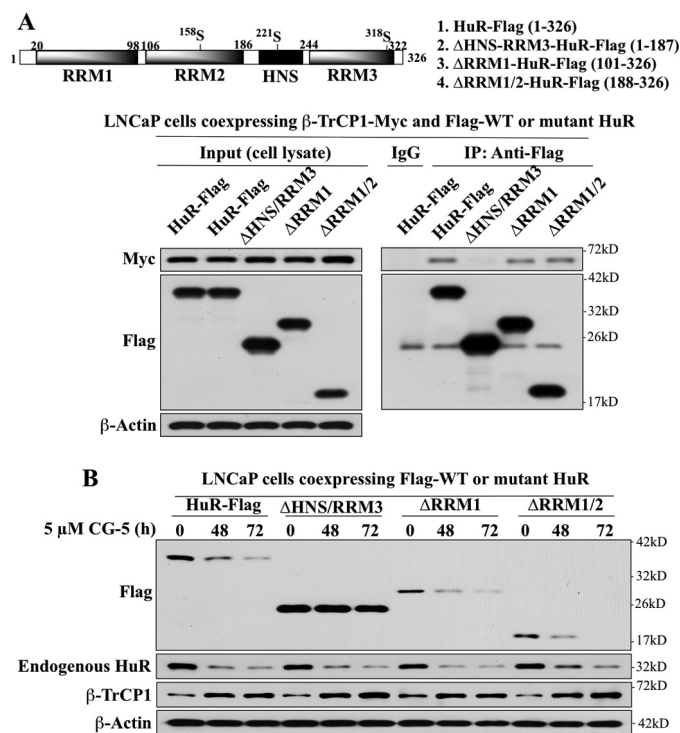 A
158S 221S 318S
20 98 106 186 244 322
1 326
RRM1 RRM2 HNS RRM3
1. HuR-Flag (1-326)
2. ΔHNS-RRM3-HuR-Flag (1-187)
3. ΔRRM1-HuR-Flag (101-326)
4. ΔRRM1/2-HuR-Flag (188-326)
LNCaP cells coexpressing β-TrCP1-Myc and Flag-WT or mutant HuR
Input (cell lysate) IgG IP: Anti-Flag
HuR-Flag HuR-Flag ΔHNS/RRM3 ΔRRM1 ΔRRM1/2 HuR-Flag HuR-Flag ΔHNS/RRM3 ΔRRM1 ΔRRM1/2
Myc 72kD
42kD
32kD
Flag 26kD
17kD
β-Actin
B
LNCaP cells coexpressing Flag-WT or mutant HuR
HuR-Flag ΔHNS/RRM3 ΔRRM1 ΔRRM1/2
5 μM CG-5 (h) 0 48 72 0 48 72 0 48 72 0 48 72
42kD
32kD
Flag 26kD
17kD
Endogenous HuR 32kD
72kD
β-TrCP1
β-Actin 42kD